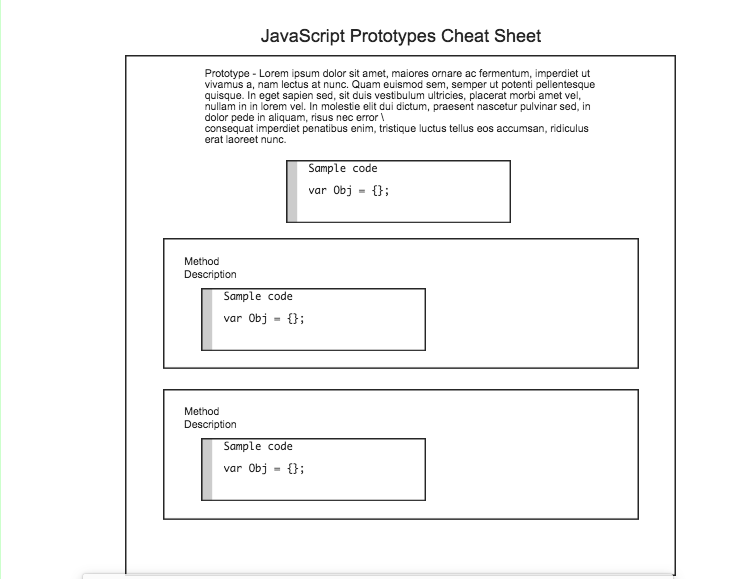 JavaScript Prototypes Cheat Sheet
Prototype - Lorem ipsum dolor sit amet, maiores ornare ac fermentum, imperdiet ut
vivamus a, nam lectus at nunc. Quam euismod sem, semper ut potenti pellentesque
quisque. In eget sapien sed, sit duis vestibulum ultricies, placerat morbi amet vel,
nullam in in lorem vel. In molestie elit dui dictum, praesent nascetur pulvinar sed, in
dolor pede in aliquam, risus nec error \
consequat imperdiet penatibus enim, tristique luctus tellus eos accumsan, ridiculus
erat laoreet nunc.
Sample code
var Obj = {};
Method
Description
Sample code
var Obj = {};
Method
Description
Sample code
var Obj = {};